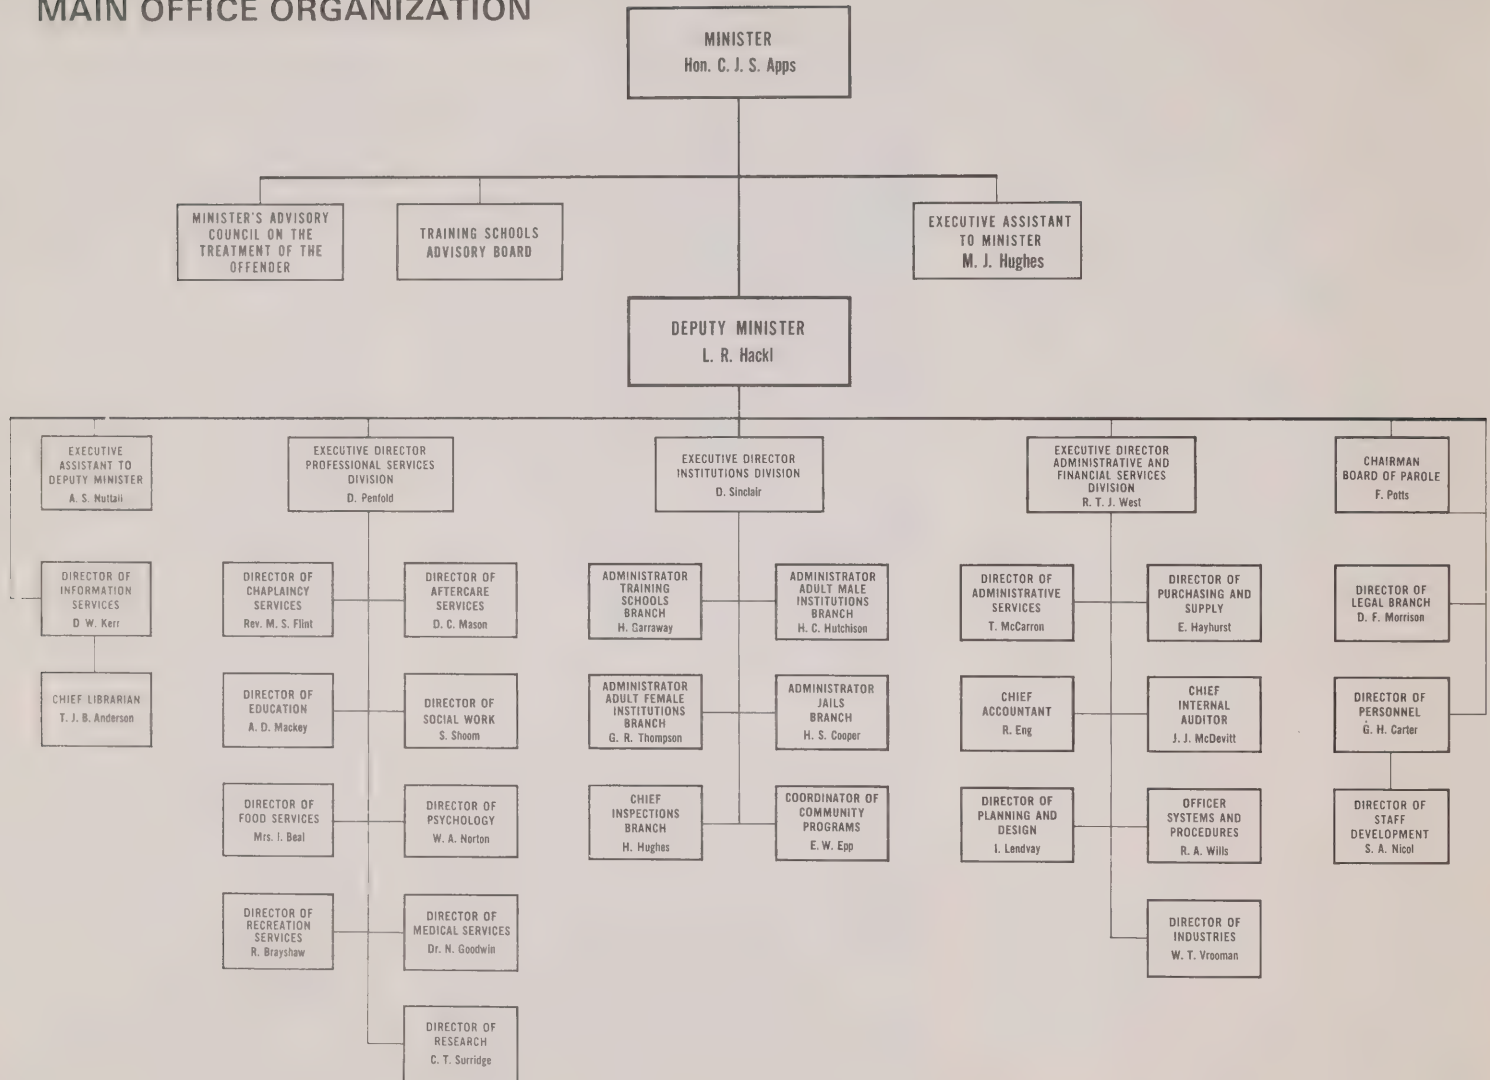 MAIN OFFICE ORGANIZATION
MINISTER
Hon. C. J. S. Apps
MINISTER'S ADVISORY
COUNCIL ON THE
TREATMENT OF THE
OFFENDER
TRAINING SCHOOLS
ADVISORY BOARD
EXECUTIVE ASSISTANT
TO MINISTER
M. J. Hughes
DEPUTY MINISTER
L. R. Hackl
EXECUTIVE
ASSISTANT TO
DEPUTY MINISTER
A. S. Nuttall
EXECUTIVE DIRECTOR
PROFESSIONAL SERVICES
DIVISION
D. Penfold
EXECUTIVE DIRECTOR
INSTITUTIONS DIVISION
D. Sinclair
EXECUTIVE DIRECTOR
ADMINISTRATIVE AND
FINANCIAL SERVICES
DIVISION
R. T. J. West
CHAIRMAN
BOARD OF PAROLE
F. Potts
DIRECTOR OF
INFORMATION
SERVICES
D. W. Kerr
DIRECTOR OF
CHAPLAINCY
SERVICES
Rev. M. S. Flint
DIRECTOR OF
AFTERCARE
SERVICES
D. C. Mason
ADMINISTRATOR
TRAINING
SCHOOLS
BRANCH
H. Garraway
ADMINISTRATOR
ADULT MALE
INSTITUTIONS
BRANCH
H. C. Hutchison
DIRECTOR OF
ADMINISTRATIVE
SERVICES
T. McCarron
DIRECTOR OF
PURCHASING AND
SUPPLY
E. Hayhurst
DIRECTOR OF
LEGAL BRANCH
D. F. Morrison
CHIEF LIBRARIAN
T. J. B. Anderson
DIRECTOR OF
EDUCATION
A. D. Mackey
DIRECTOR OF
SOCIAL WORK
S. Shoom
ADMINISTRATOR
ADULT FEMALE
INSTITUTIONS
BRANCH
G. R. Thompson
ADMINISTRATOR
JAILS
BRANCH
H. S. Cooper
CHIEF
ACCOUNTANT
R. Eng
CHIEF
INTERNAL
AUDITOR
J. J. McDevitt
DIRECTOR OF
PERSONNEL
G. H. Carter
DIRECTOR OF
FOOD SERVICES
Mrs. I. Beal
DIRECTOR OF
PSYCHOLOGY
W. A. Norton
CHIEF
INSPECTIONS
BRANCH
H. Hughes
COORDINATOR OF
COMMUNITY
PROGRAMS
E. W. Epp
DIRECTOR OF
PLANNING AND
DESIGN
I. Lendvay
OFFICER
SYSTEMS AND
PROCEDURES
R. A. Wills
DIRECTOR OF
STAFF
DEVELOPMENT
S. A. Nicol
DIRECTOR OF
RECREATION
SERVICES
R. Brayshaw
DIRECTOR OF
MEDICAL SERVICES
Dr. N. Goodwin
DIRECTOR OF
INDUSTRIES
W. T. Vrooman
DIRECTOR OF
RESEARCH
C. T. Surridge